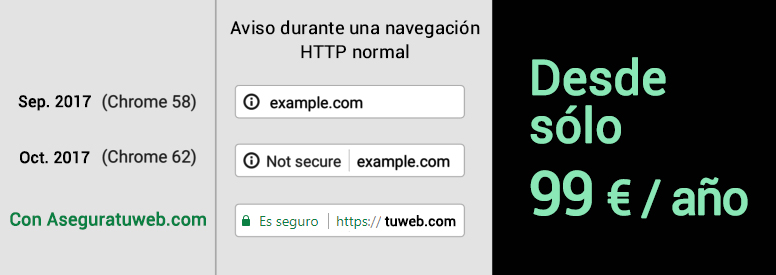 Aviso durante una navegación
HTTP normal
Sep. 2017 (Chrome 58)
example.com
Oct. 2017 (Chrome 62)
Not secure example.com
Con Aseguratuweb.com
Es seguro https:// tuweb.com
Desde
sólo
99 € / año